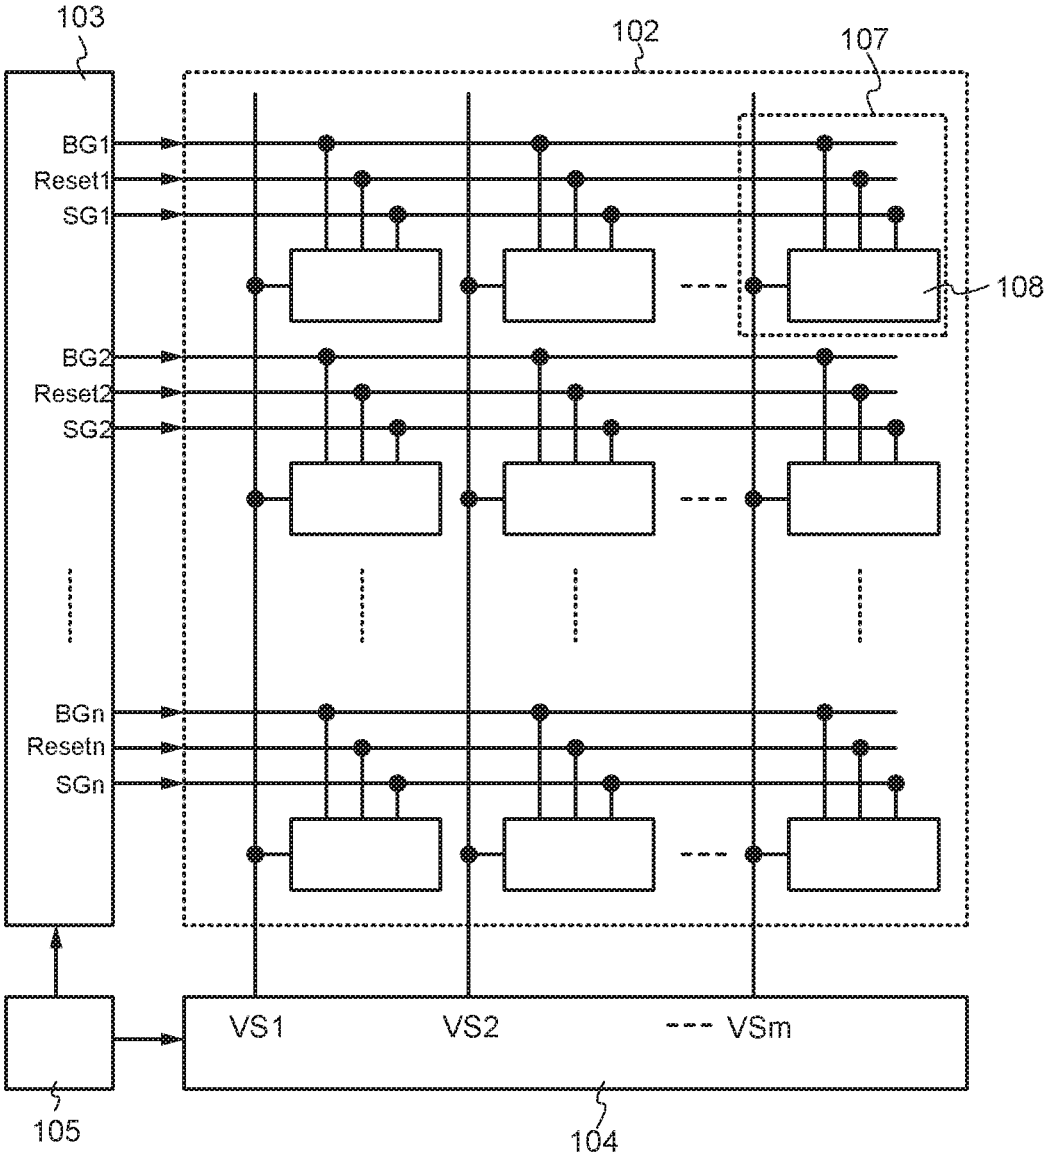 103
102
107
BG1
Reset1
SG1
108
BG2
Reset2
SG2
BGn
Resetn
SGn
VS1 VS2 VSm
105
104